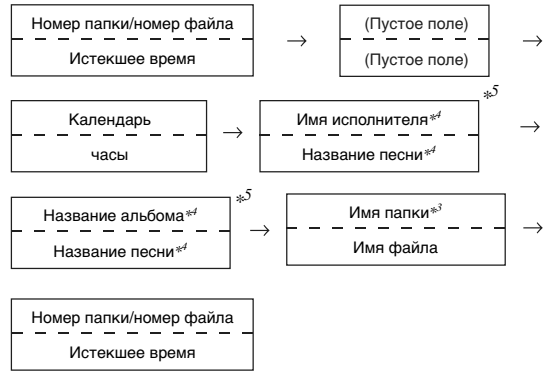 Номер папки/номер файла
Истекшее время
→
(Пустое поле)
(Пустое поле)
→
Календарь
часы
→
Имя исполнителя*4
Название песни*4
*5
→
Название альбома*4
Название песни*4
*5
→
Имя папки*3
Имя файла
→
Номер папки/номер файла
Истекшее время